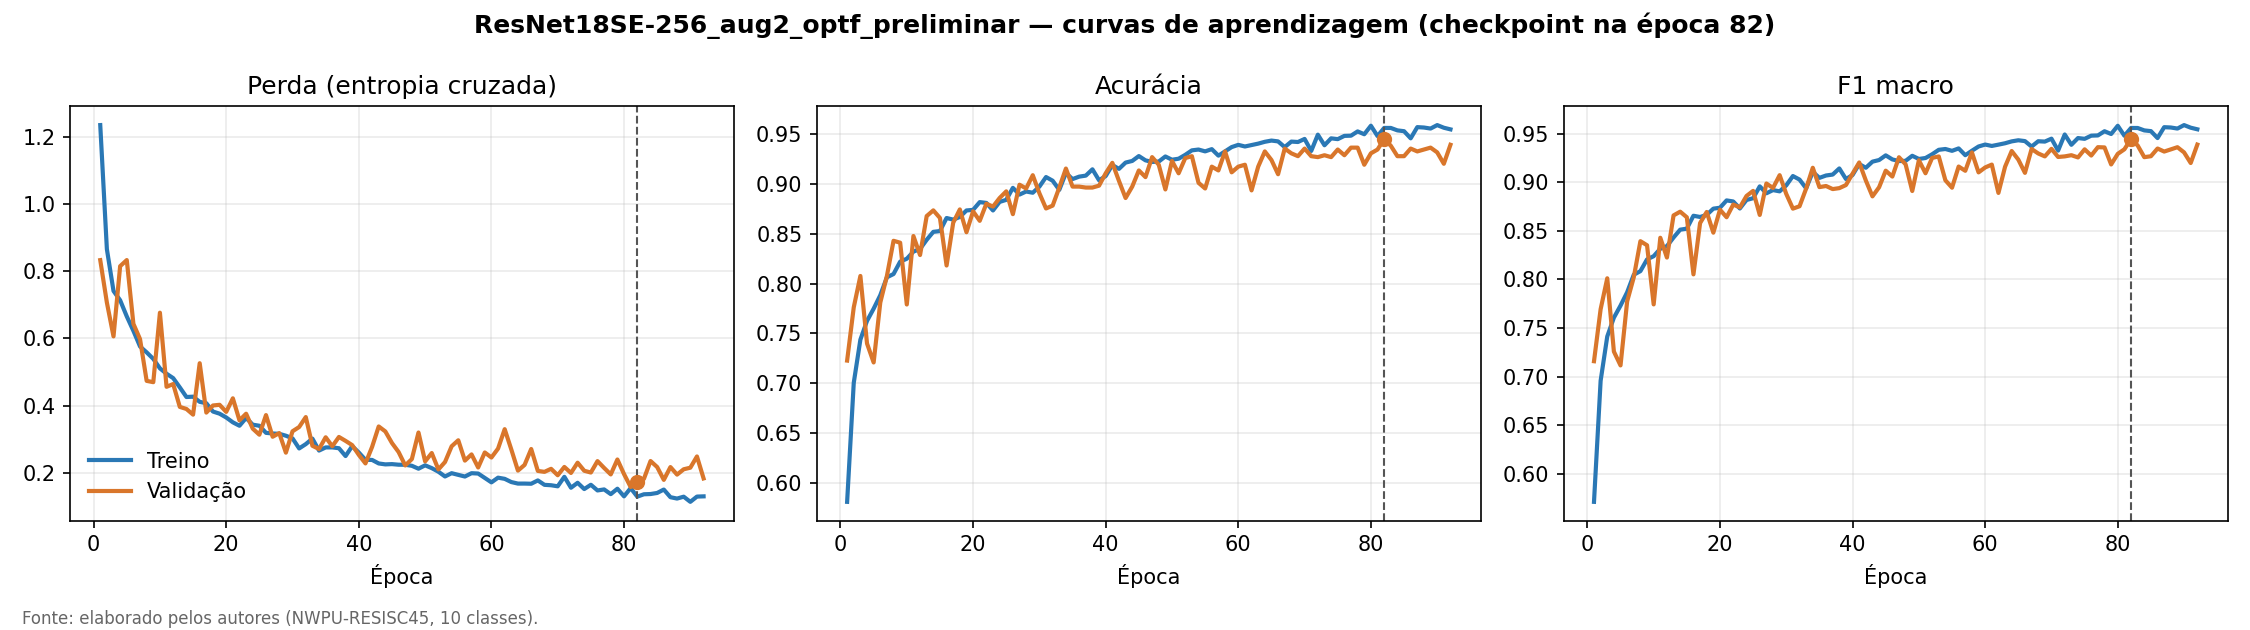 ResNet18SE-256_aug2_optf_preliminar — curvas de aprendizagem (checkpoint na época 82)
Perda (entropia cruzada)
1.2
1.0
0.8
0.6
0.4
0.2
Treino
Validação
0 20 40 60 80
Época
Acurácia
0.95
0.90
0.85
0.80
0.75
0.70
0.65
0.60
0 20 40 60 80
Época
F1 macro
0.95
0.90
0.85
0.80
0.75
0.70
0.65
0.60
0 20 40 60 80
Época
Fonte: elaborado pelos autores (NWPU-RESISC45, 10 classes).